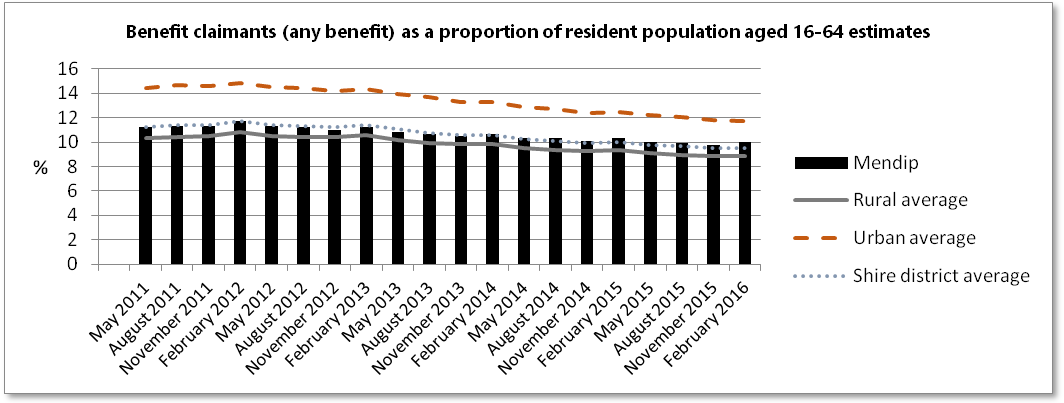 Benefit claimants (any benefit) as a proportion of resident population aged 16-64 estimates
16
14
12
10
8
6
4
2
0
%
May 2011
August 2011
November 2011
February 2012
May 2012
August 2012
November 2012
February 2013
May 2013
August 2013
November 2013
February 2014
May 2014
August 2014
November 2014
February 2015
May 2015
August 2015
November 2015
February 2016
Mendip
Rural average
Urban average
Shire district average